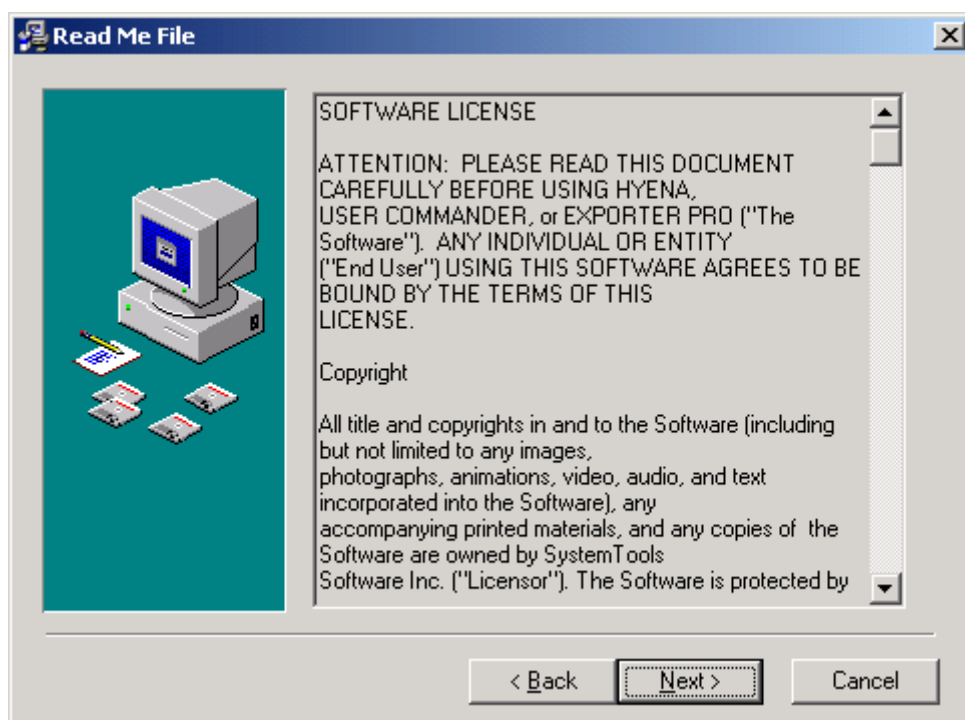 Read Me File
SOFTWARE LICENSE
ATTENTION:  PLEASE READ THIS DOCUMENT
CAREFULLY BEFORE USING HYENA,
USER COMMANDER, or EXPORTER PRO ("The
Software").  ANY INDIVIDUAL OR ENTITY
("End User") USING THIS SOFTWARE AGREES TO BE
BOUND BY THE TERMS OF THIS
LICENSE.
Copyright
All title and copyrights in and to the Software (including
but not limited to any images,
photographs, animations, video, audio, and text
incorporated into the Software), any
accompanying printed materials, and any copies of  the
Software are owned by SystemTools
Software Inc. ("Licensor"). The Software is protected by
< Back
Next >
Cancel